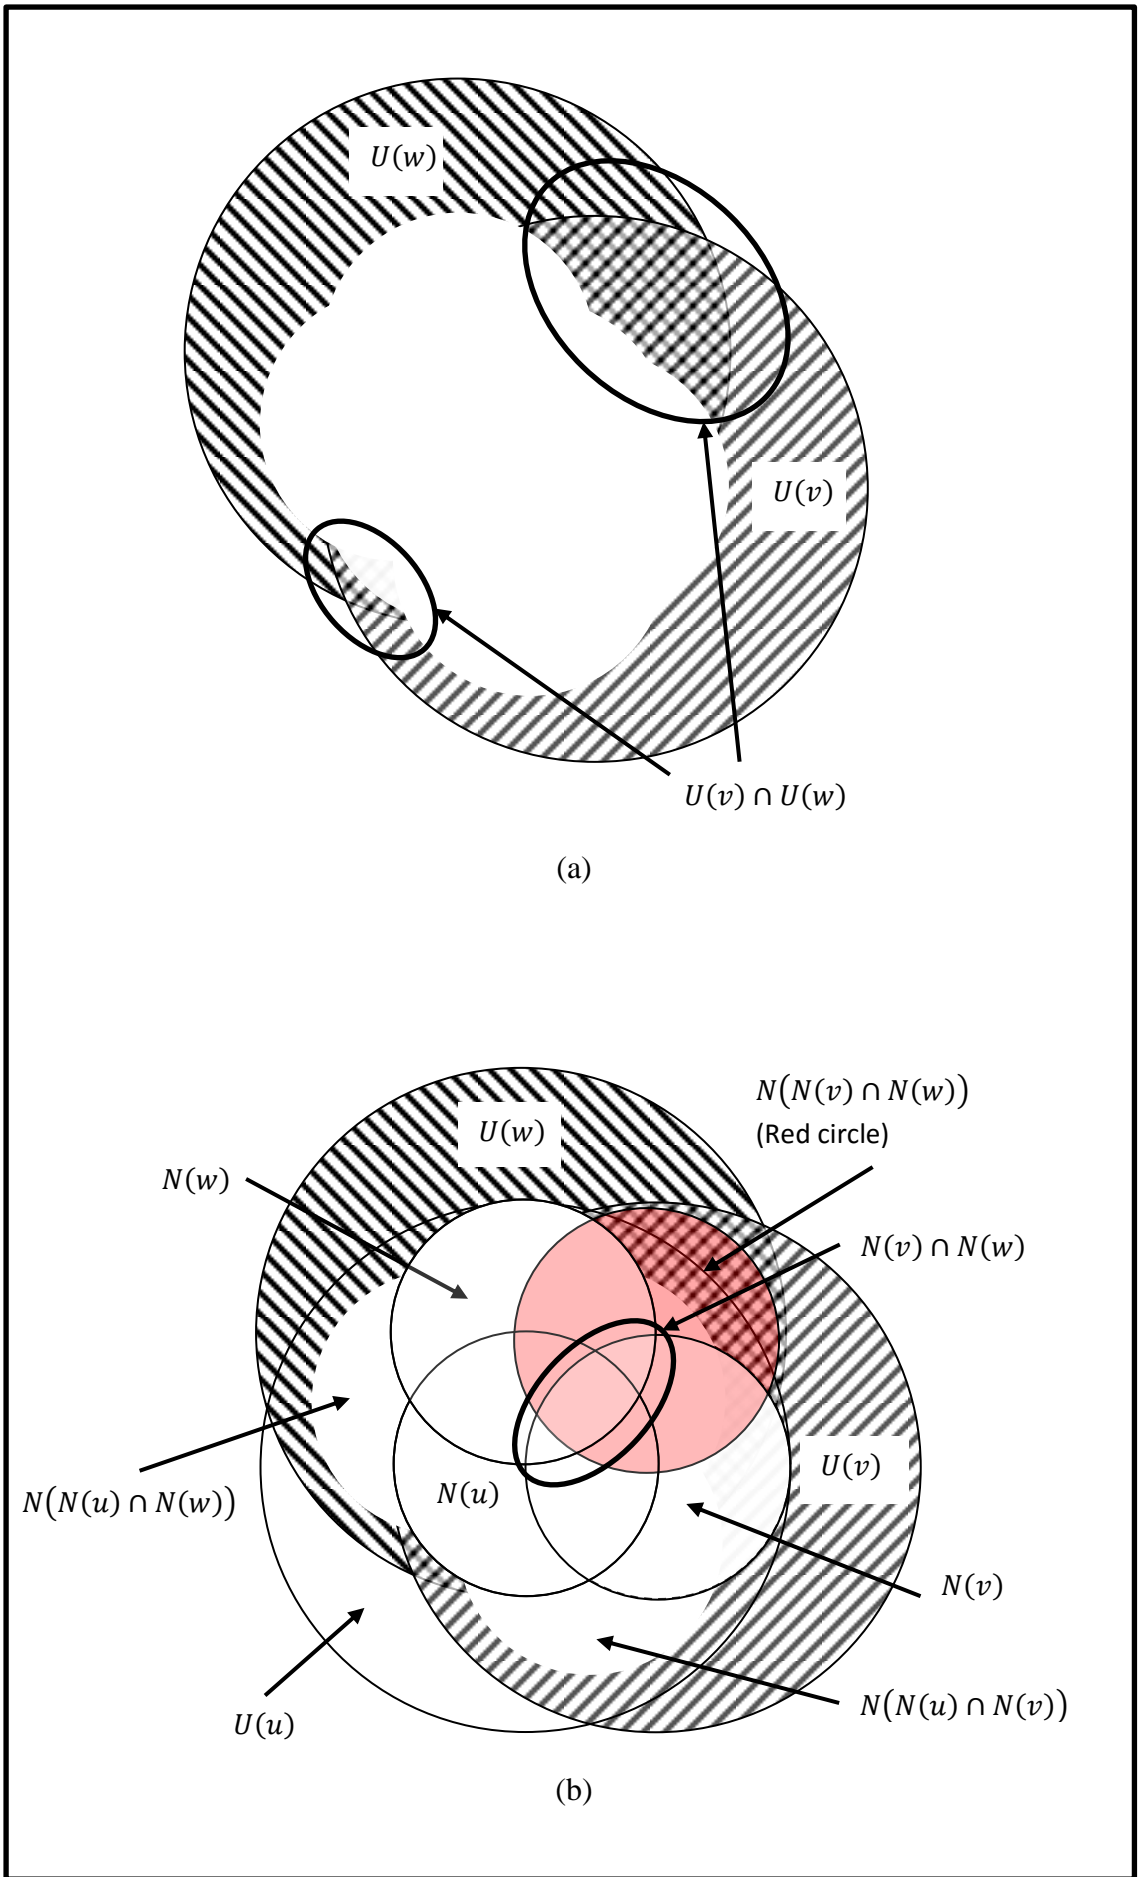 U(w)
U(v)
U(v) ∩ U(w)
(a)
N(N(v) ∩ N(w))
(Red circle)
U(w)
N(w)
N(v) ∩ N(w)
U(v)
N(u)
N(N(u) ∩ N(w))
N(v)
N(N(u) ∩ N(v))
U(u)
(b)